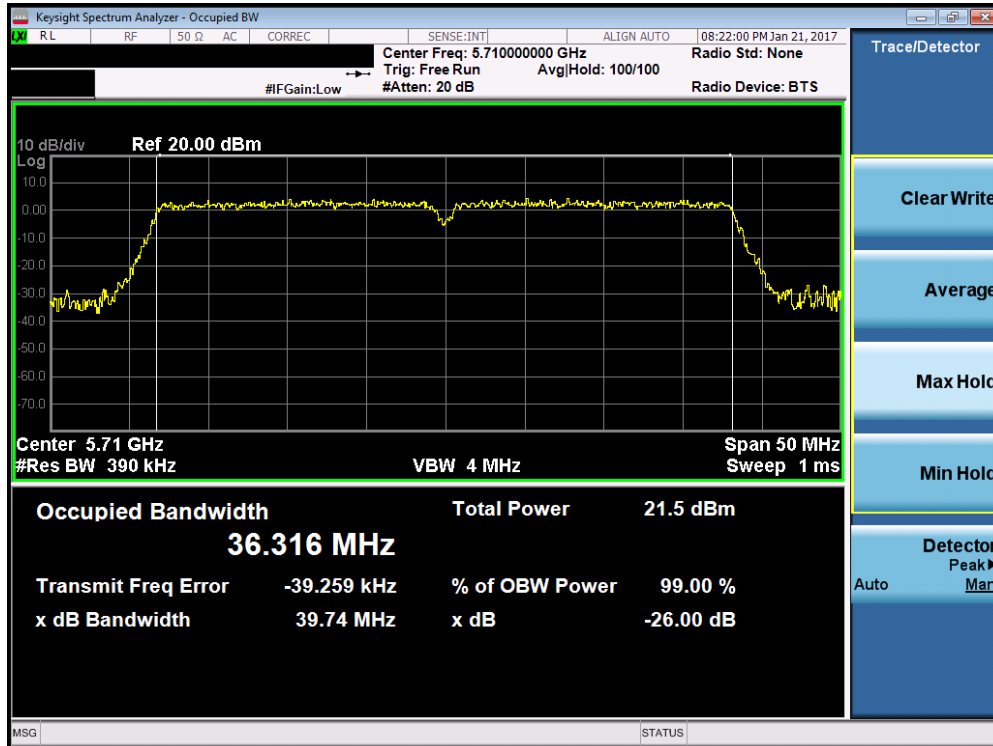 Keysight Spectrum Analyzer - Occupied BW
LXI RL RF 50 Ω AC CORREC SENSE:INT ALIGN AUTO 08:22:00 PM Jan 21, 2017
Center Freq: 5.710000000 GHz Radio Std: None
Trig: Free Run Avg|Hold: 100/100
#IFGain:Low #Atten: 20 dB Radio Device: BTS
10 dB/div Ref 20.00 dBm
Log
10.0
0.00
-10.0
-20.0
-30.0
-40.0
-50.0
-60.0
-70.0
Center 5.71 GHz Span 50 MHz
#Res BW 390 kHz VBW 4 MHz Sweep 1 ms
Occupied Bandwidth Total Power 21.5 dBm
36.316 MHz
Transmit Freq Error -39.259 kHz % of OBW Power 99.00 %
x dB Bandwidth 39.74 MHz x dB -26.00 dB
MSG STATUS
Trace/Detector
Clear Write
Average
Max Hold
Min Hold
Detector
Peak
Auto Man